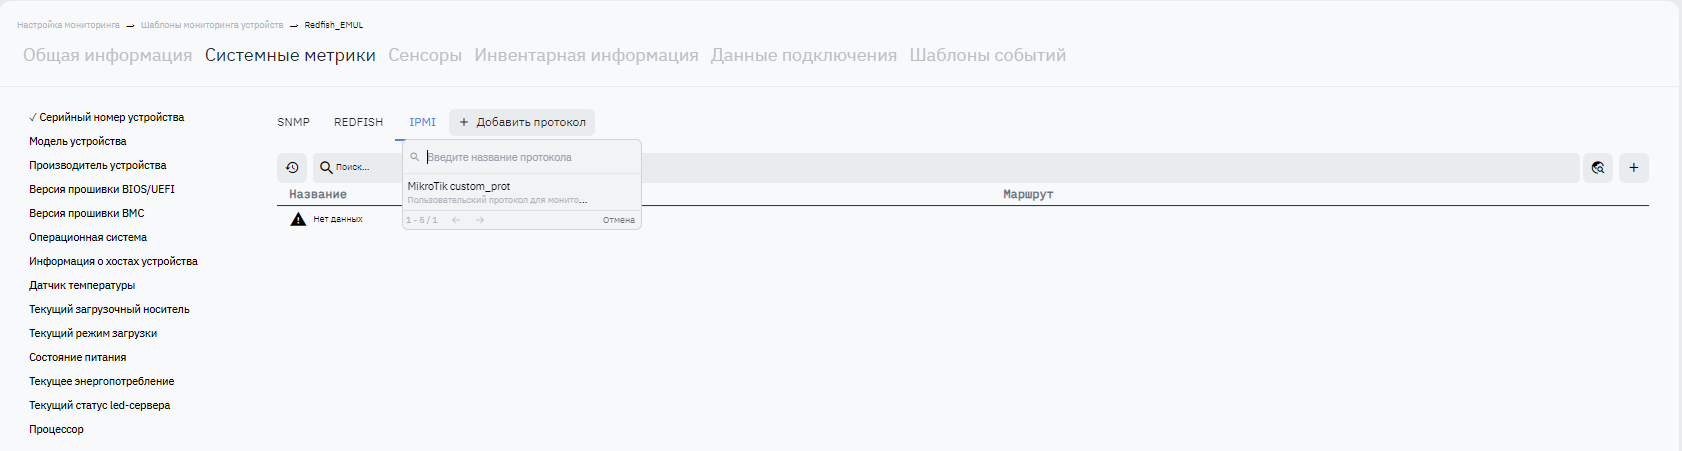 Настройка мониторинга → Шаблоны мониторинга устройств → Redfish_EMUL
Общая информация Системные метрики Сенсоры Инвентарная информация Данные подключения Шаблоны событий
✓ Серийный номер устройства
Модель устройства
Производитель устройства
Версия прошивки BIOS/UEFI
Версия прошивки BMC
Операционная система
Информация о хостах устройства
Датчик температуры
Текущий загрузочный носитель
Текущий режим загрузки
Состояние питания
Текущее энергопотребление
Текущий статус led-сервера
Процессор
SNMP REDFISH IPMI + Добавить протокол
Введите название протокола
MikroTik custom_prot
Пользовательский протокол для монито...
1 - 5 / 1 ← → Отмена
Поиск...
Название Маршрут
Нет данных